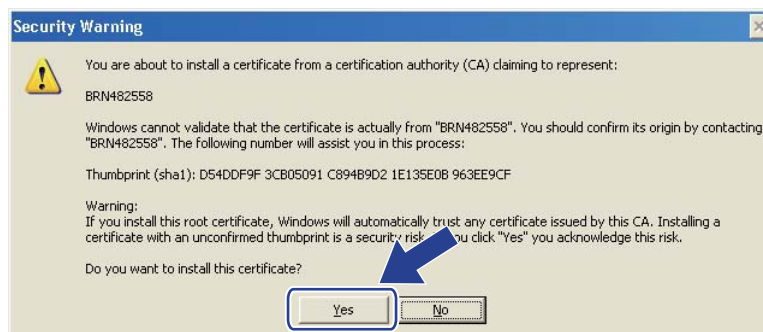 Security Warning
You are about to install a certificate from a certification authority (CA) claiming to represent:
BRN482558
Windows cannot validate that the certificate is actually from "BRN482558". You should confirm its origin by contacting
"BRN482558". The following number will assist you in this process:
Thumbprint (sha1): D54DDF9F 3CB05091 C894B9D2 1E135E0B 963EE9CF
Warning:
If you install this root certificate, Windows will automatically trust any certificate issued by this CA. Installing a
certificate with an unconfirmed thumbprint is a security risk. ou click "Yes" you acknowledge this risk.
Do you want to install this certificate?
Yes No